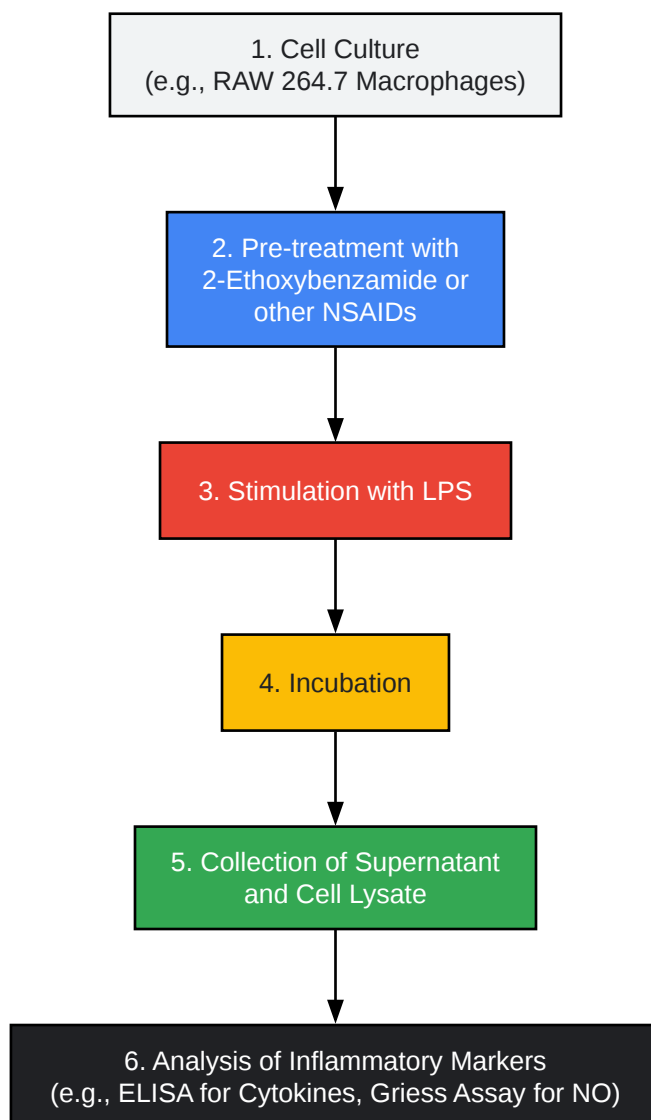 1. Cell Culture
(e.g., RAW 264.7 Macrophages)
2. Pre-treatment with
2-Ethoxybenzamide or
other NSAIDs
3. Stimulation with LPS
4. Incubation
5. Collection of Supernatant
and Cell Lysate
6. Analysis of Inflammatory Markers
(e.g., ELISA for Cytokines, Griess Assay for NO)